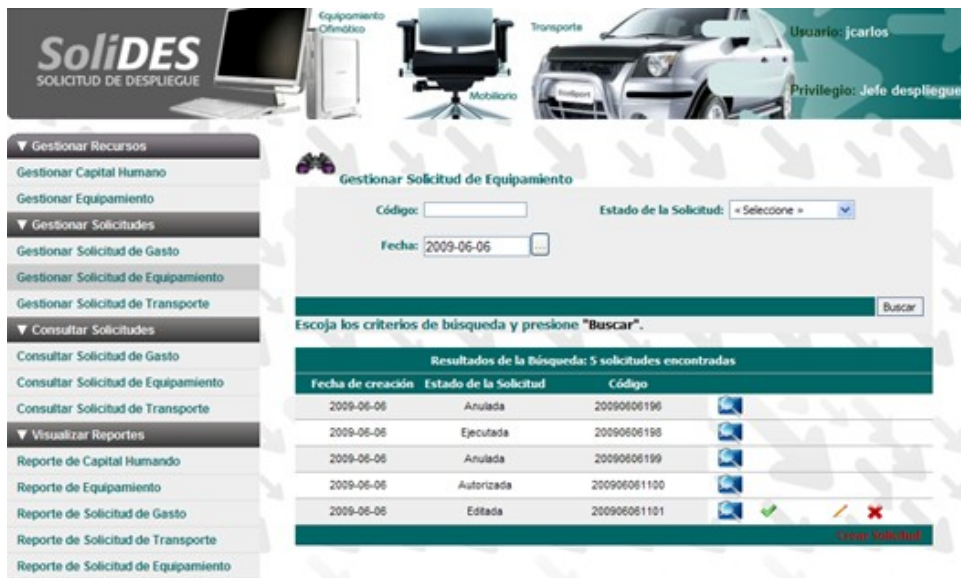 SoliDES
SOLICITUD DE DESPLIEGUE
Equipamiento
Ofimático
Mobiliario
Transporte
EcoSport
Usuario: jcarlos
Privilegio: Jefe despliegue
▼ Gestionar Recursos
Gestionar Capital Humano
Gestionar Equipamiento
▼ Gestionar Solicitudes
Gestionar Solicitud de Gasto
Gestionar Solicitud de Equipamiento
Gestionar Solicitud de Transporte
▼ Consultar Solicitudes
Consultar Solicitud de Gasto
Consultar Solicitud de Equipamiento
Consultar Solicitud de Transporte
▼ Visualizar Reportes
Reporte de Capital Humando
Reporte de Equipamiento
Reporte de Solicitud de Gasto
Reporte de Solicitud de Transporte
Reporte de Solicitud de Equipamiento
Gestionar Solicitud de Equipamiento
Código: Estado de la Solicitud: « Seleccione »
Fecha: 2009-06-06 ...
Buscar
Escoja los criterios de búsqueda y presione "Buscar".
Resultados de la Búsqueda: 5 solicitudes encontradas
Fecha de creación Estado de la Solicitud Código
2009-06-06 Anulada 20090606196
2009-06-06 Ejecutada 20090606198
2009-06-06 Anulada 20090606199
2009-06-06 Autorizada 200906061100
2009-06-06 Editada 200906061101
Crear Solicitud